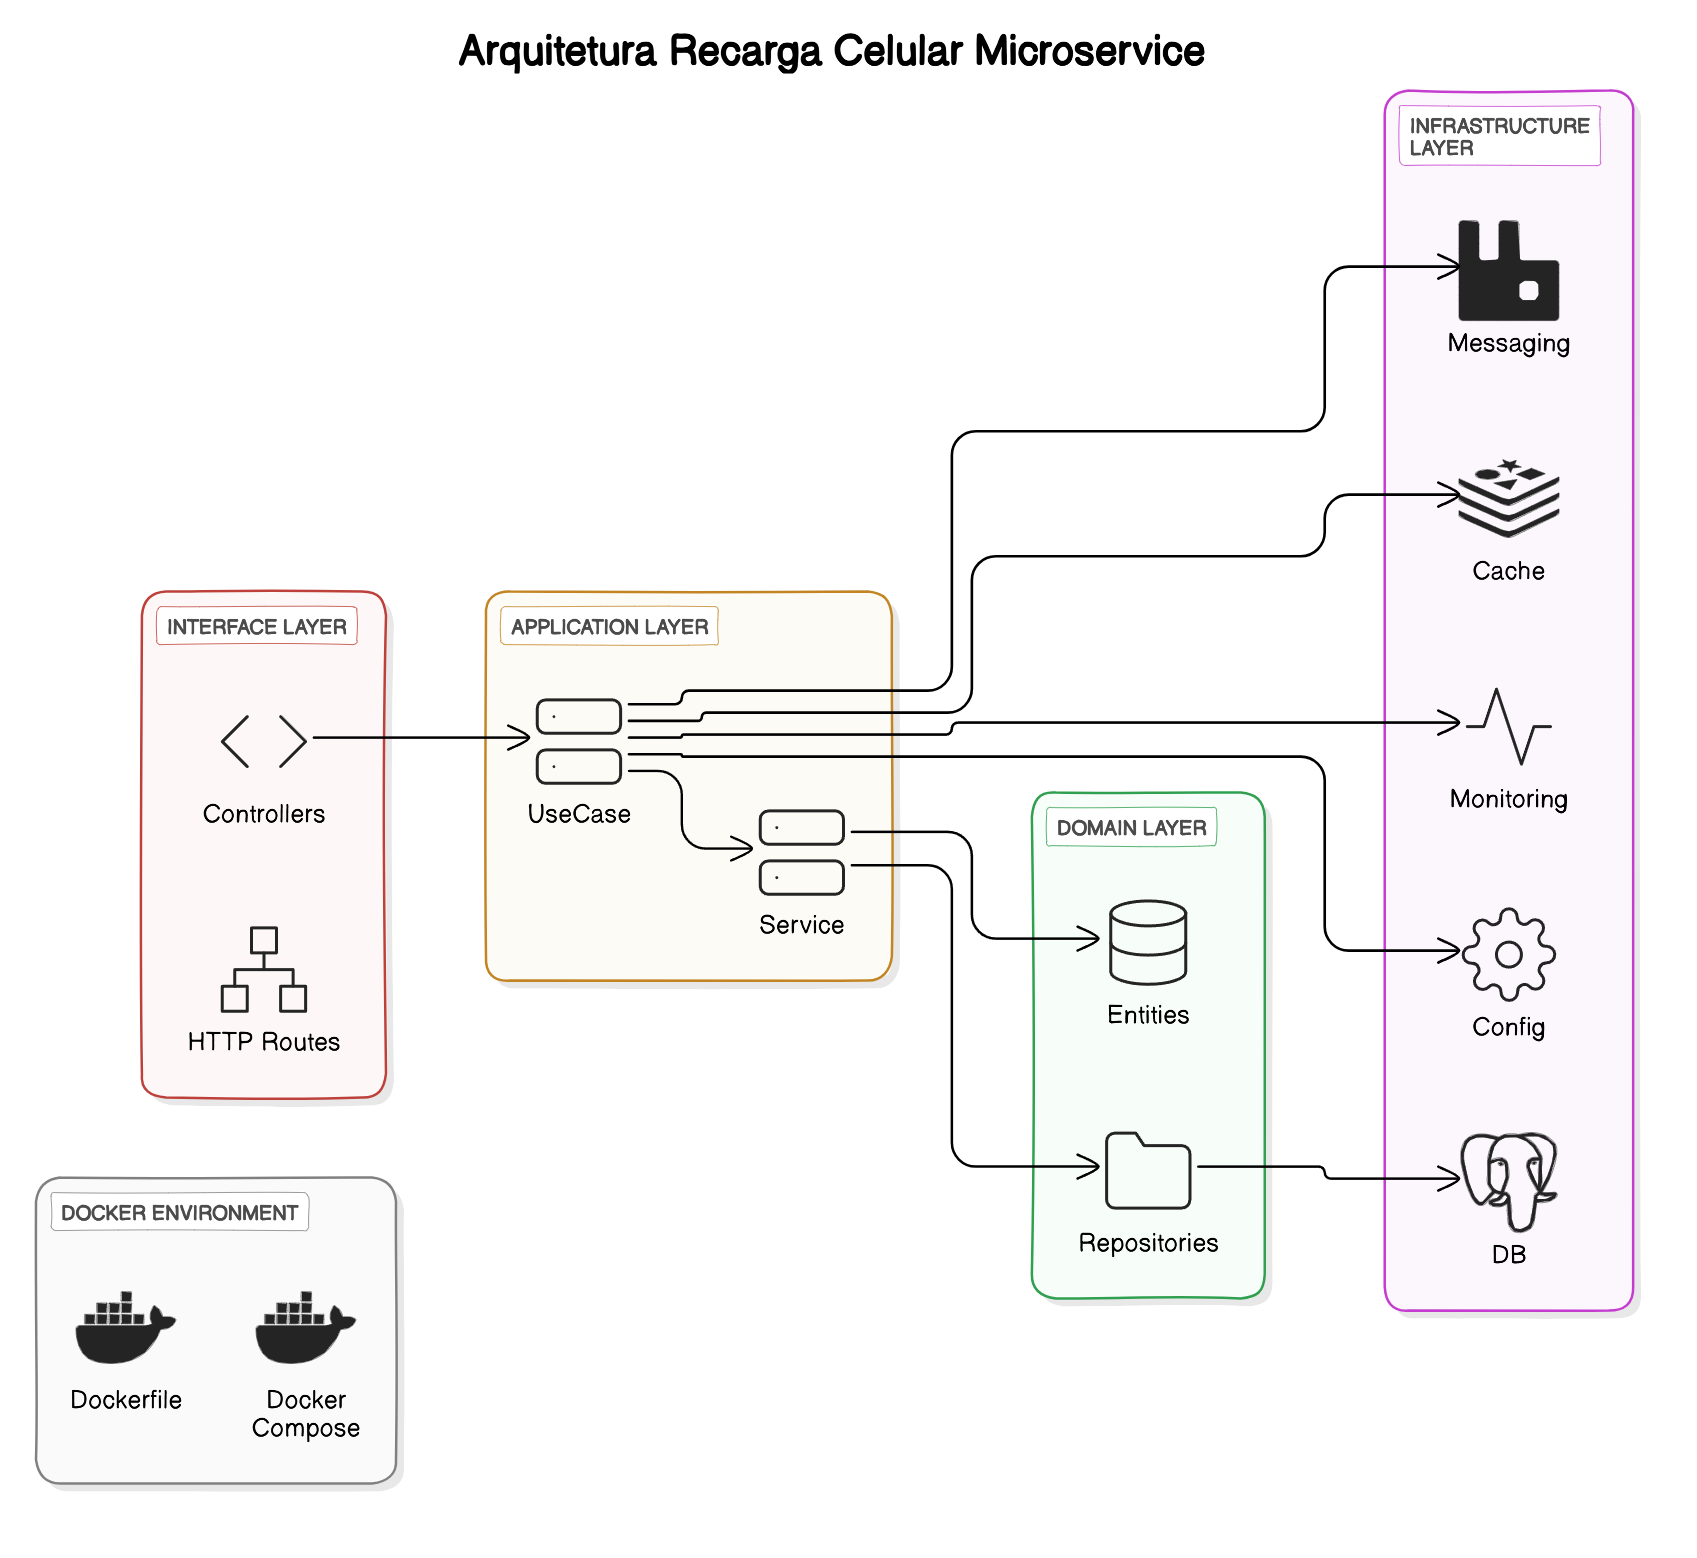 Arquitetura Recarga Celular Microservice
INFRASTRUCTURE
LAYER
Messaging
Cache
Monitoring
Config
DB
INTERFACE LAYER
Controllers
HTTP Routes
APPLICATION LAYER
UseCase
Service
DOMAIN LAYER
Entities
Repositories
DOCKER ENVIRONMENT
Dockerfile
Docker
Compose